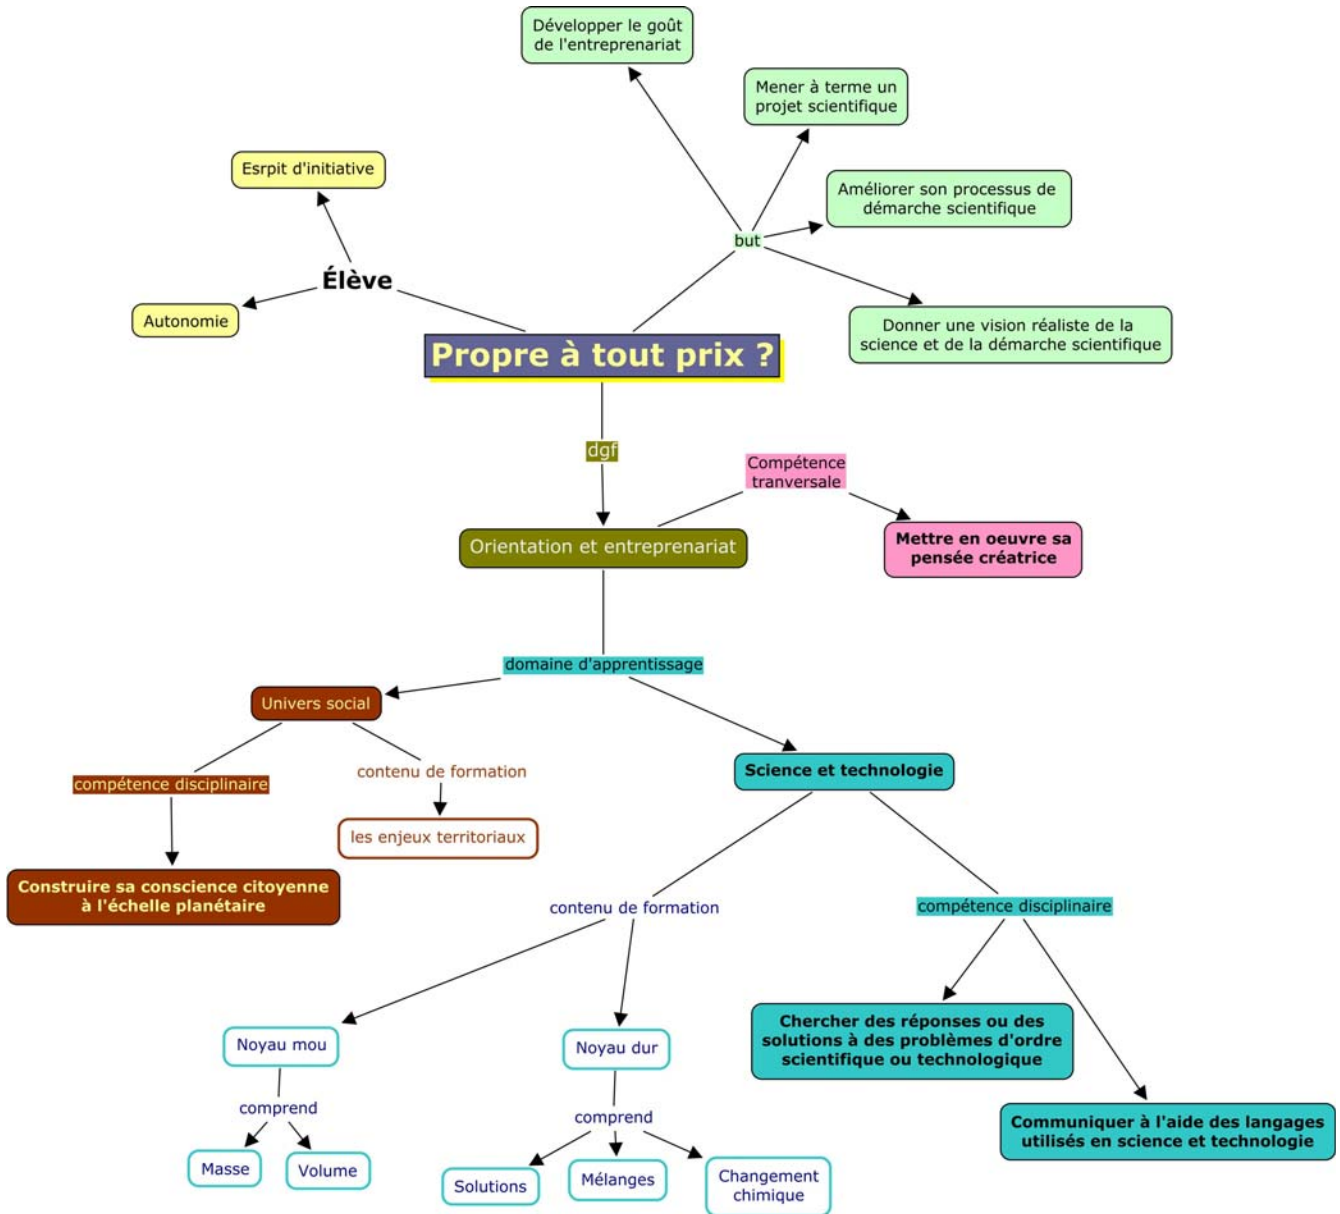 Développer le goût
de l'entreprenariat
Mener à terme un
projet scientifique
Esrpit d'initiative
Améliorer son processus de
démarche scientifique
but
Élève
Autonomie
Donner une vision réaliste de la
science et de la démarche scientifique
Propre à tout prix ?
dgf
Compétence
tranversale
Orientation et entreprenariat
Mettre en oeuvre sa
pensée créatrice
domaine d'apprentissage
Univers social
compétence disciplinaire
contenu de formation
Science et technologie
les enjeux territoriaux
Construire sa conscience citoyenne
à l'échelle planétaire
contenu de formation
compétence disciplinaire
Noyau mou
Noyau dur
Chercher des réponses ou des
solutions à des problèmes d'ordre
scientifique ou technologique
comprend
comprend
Communiquer à l'aide des langages
utilisés en science et technologie
Masse
Volume
Solutions
Mélanges
Changement
chimique